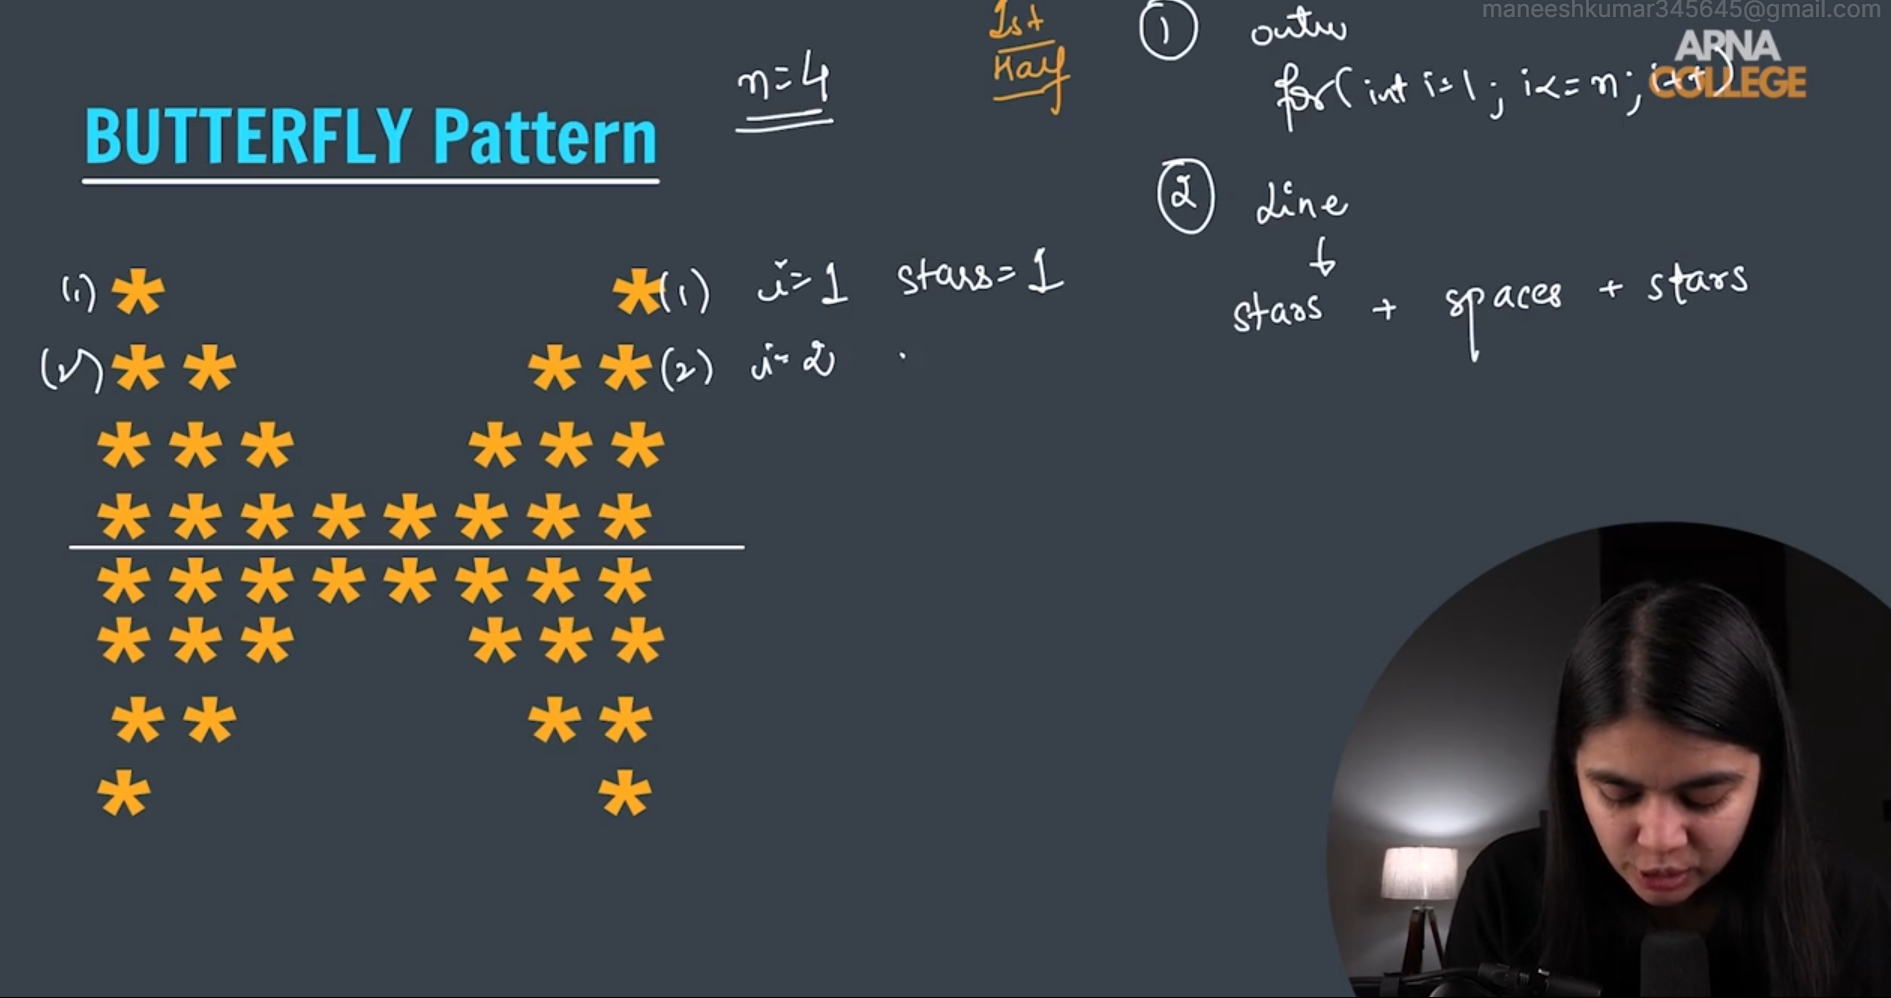 maneeshkumar345645@gmail.com
APNA
COLLEGE
BUTTERFLY Pattern
n=4
Ist
Half
① outer
for(int i=1; i<=n; i++)
② Line
↓
stars + spaces + stars
(1) * * (1) i=1 stars=1
(2) * * * * (2) i=2 .
* * * * * *
* * * * * * * *
* * * * * * * *
* * * * * *
* * * *
* *